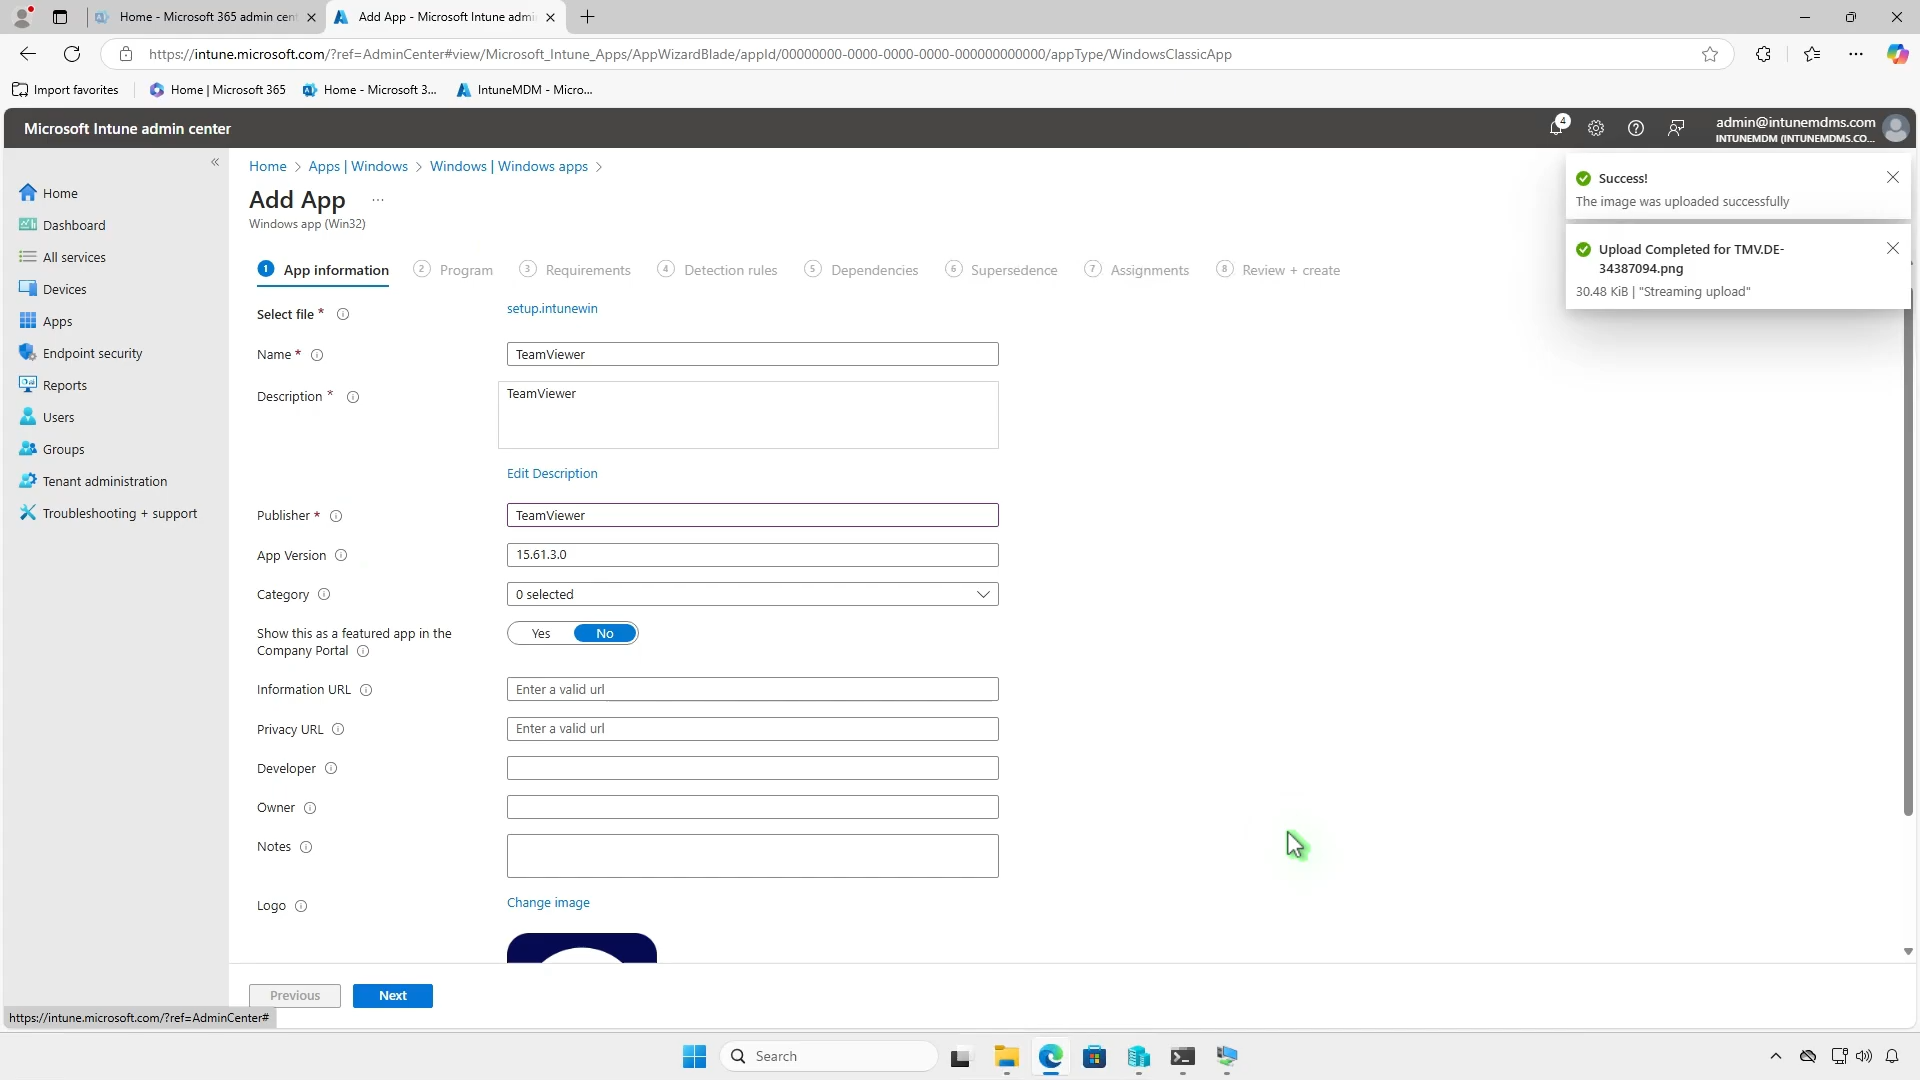 Home - Microsoft 365 admin cent
Add App - Microsoft Intune admin
https://intune.microsoft.com/?ref=AdminCenter#view/Microsoft_Intune_Apps/AppWizardBlade/appId/00000000-0000-0000-0000-000000000000/appType/WindowsClassicApp
Import favorites
Home | Microsoft 365
Home - Microsoft 3...
IntuneMDM - Micro...
Microsoft Intune admin center
4
admin@intunemdms.com
INTUNEMDM (INTUNEMDMS.CO...
Home
Dashboard
All services
Devices
Apps
Endpoint security
Reports
Users
Groups
Tenant administration
Troubleshooting + support
Home > Apps | Windows > Windows | Windows apps >
Add App ...
Windows app (Win32)
1 App information
2 Program
3 Requirements
4 Detection rules
5 Dependencies
6 Supersedence
7 Assignments
8 Review + create
Success!
The image was uploaded successfully
Upload Completed for TMV.DE-
34387094.png
30.48 KiB | "Streaming upload"
Select file *
setup.intunewin
Name *
TeamViewer
Description *
TeamViewer
Edit Description
Publisher *
TeamViewer
App Version
15.61.3.0
Category
0 selected
Show this as a featured app in the
Company Portal
Yes
No
Information URL
Enter a valid url
Privacy URL
Enter a valid url
Developer
Owner
Notes
Logo
Change image
Previous
Next
https://intune.microsoft.com/?ref=AdminCenter#
Search